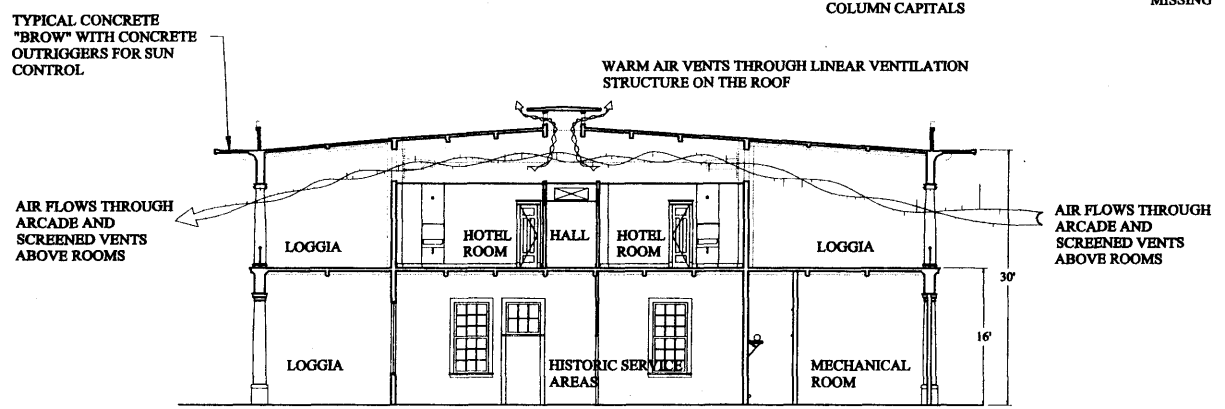 COLUMN CAPITALS
MISSING
TYPICAL CONCRETE
"BROW" WITH CONCRETE
OUTRIGGERS FOR SUN
CONTROL
WARM AIR VENTS THROUGH LINEAR VENTILATION
STRUCTURE ON THE ROOF
AIR FLOWS THROUGH
ARCADE AND
SCREENED VENTS
ABOVE ROOMS
LOGGIA
HOTEL
ROOM
HALL
HOTEL
ROOM
LOGGIA
AIR FLOWS THROUGH
ARCADE AND
SCREENED VENTS
ABOVE ROOMS
30'
16'
LOGGIA
HISTORIC SERVICE
AREAS
MECHANICAL
ROOM